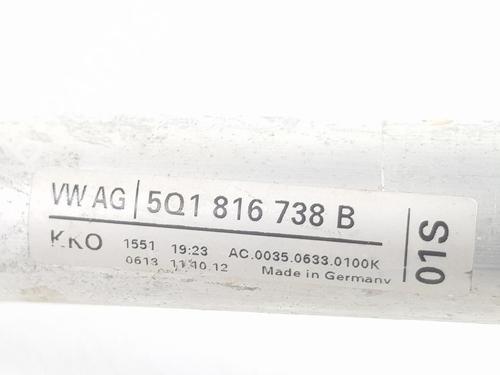 VW AG | 5Q1 816 738 B
KKO 1551 19:23 AC.0035.0633.0100K
0613 11.10.12 Made in Germany
01S